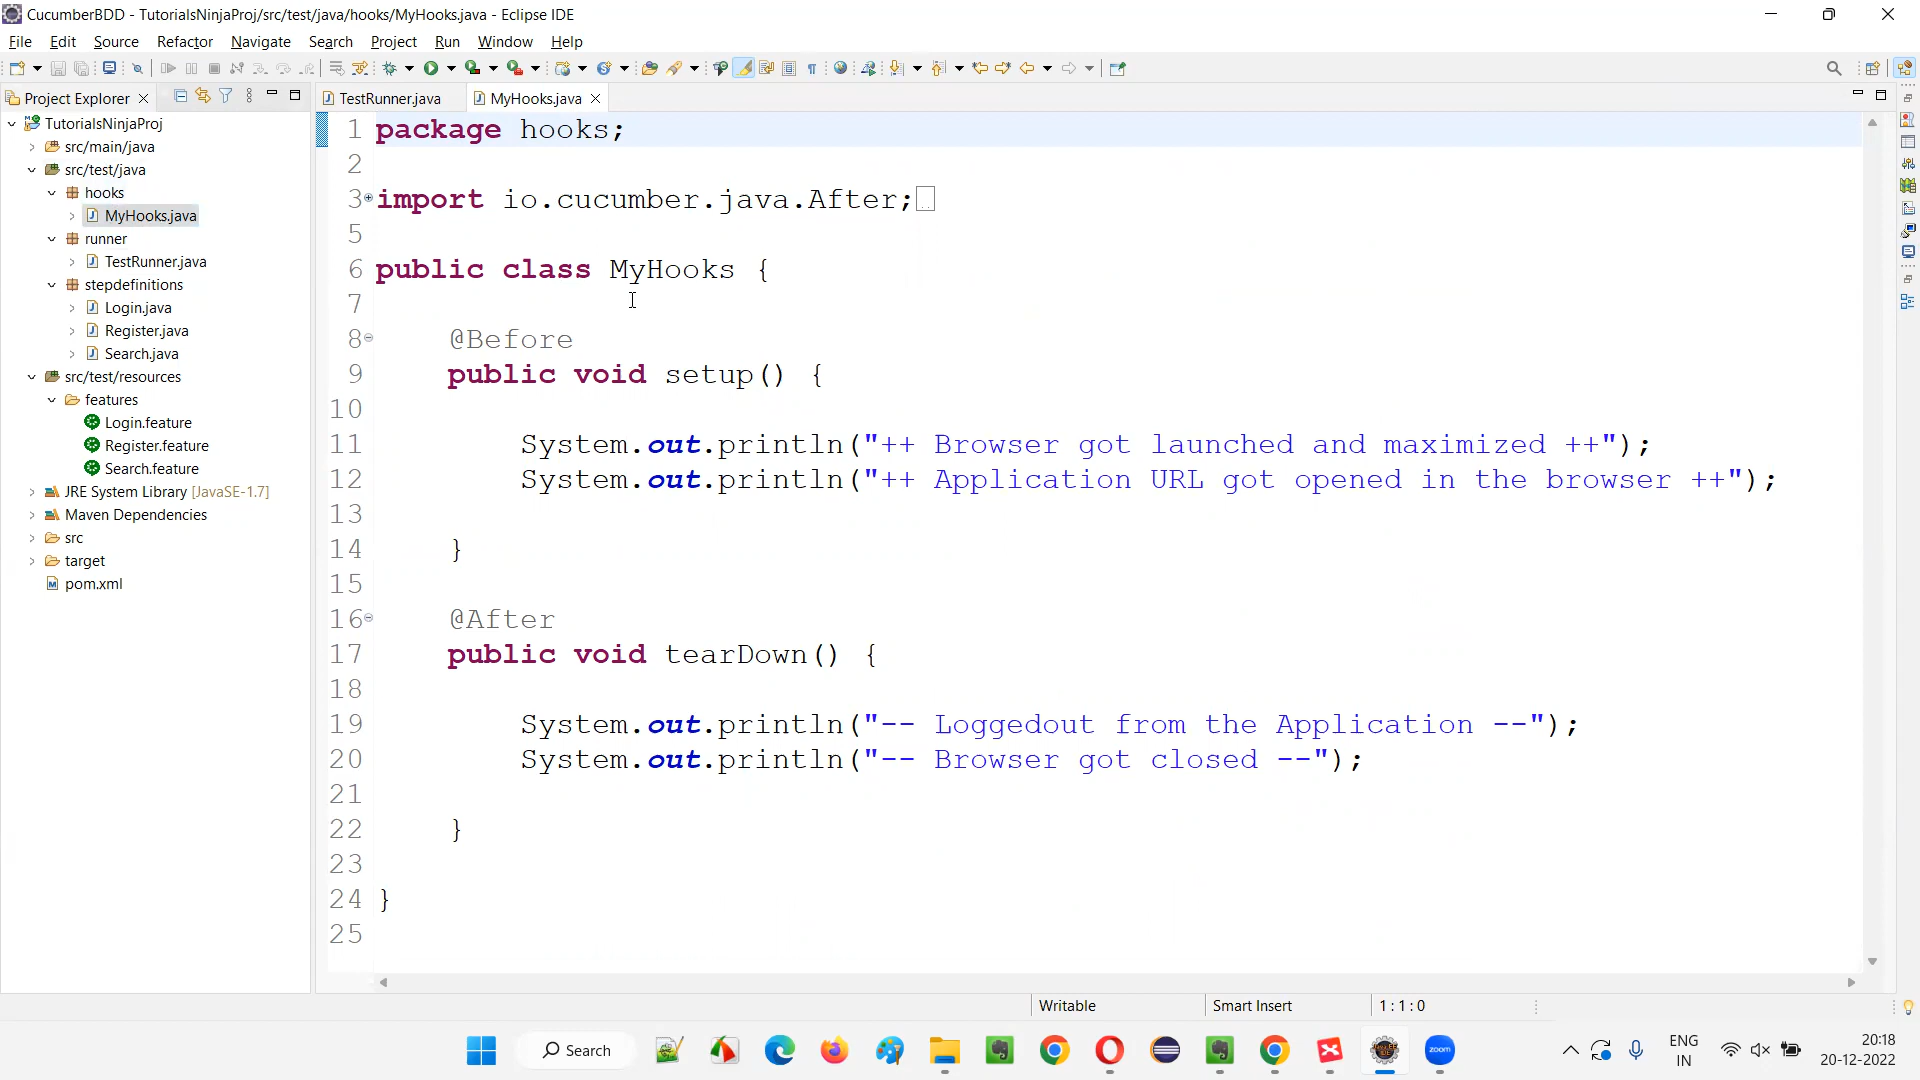 CucumberBDD - TutorialsNinjaProj/src/test/java/hooks/MyHooks.java - Eclipse IDE
File Edit Source Refactor Navigate Search Project Run Window Help
Project Explorer
TutorialsNinjaProj
src/main/java
src/test/java
hooks
MyHooks.java
runner
TestRunner.java
stepdefinitions
Login.java
Register.java
Search.java
src/test/resources
features
Login.feature
Register.feature
Search.feature
JRE System Library [JavaSE-1.7]
Maven Dependencies
src
target
pom.xml
TestRunner.java MyHooks.java
1 package hooks;
2
3 import io.cucumber.java.After;
5
6 public class MyHooks {
7
8 @Before
9 public void setup() {
10
11 System.out.println("++ Browser got launched and maximized ++");
12 System.out.println("++ Application URL got opened in the browser ++");
13
14 }
15
16 @After
17 public void tearDown() {
18
19 System.out.println("-- Loggedout from the Application --");
20 System.out.println("-- Browser got closed --");
21
22 }
23
24 }
25
Writable Smart Insert 1 : 1 : 0
Search
zoom
ENG
IN
20:18
20-12-2022